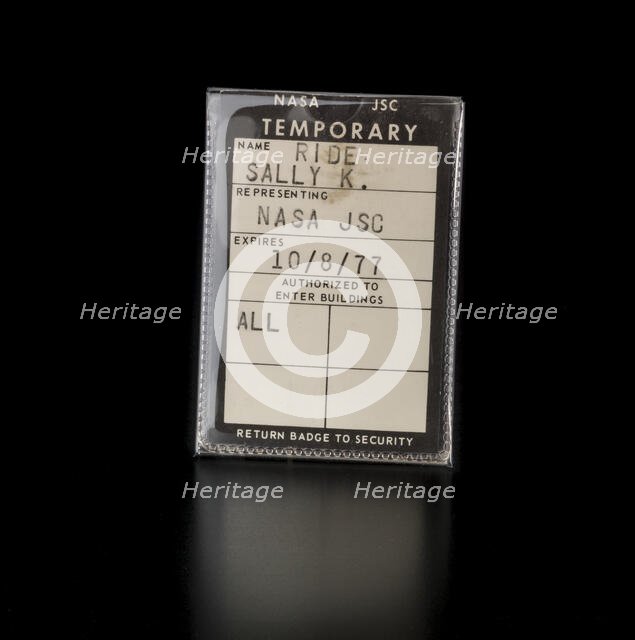 NASA JSC
TEMPORARY
NAME RIDE
SALLY K.
REPRESENTING
NASA JSC
EXPIRES
10/8/77
AUTHORIZED TO
ENTER BUILDINGS
ALL
RETURN BADGE TO SECURITY
Heritage Heritage
Heritage Heritage
Heritage Heritage
©